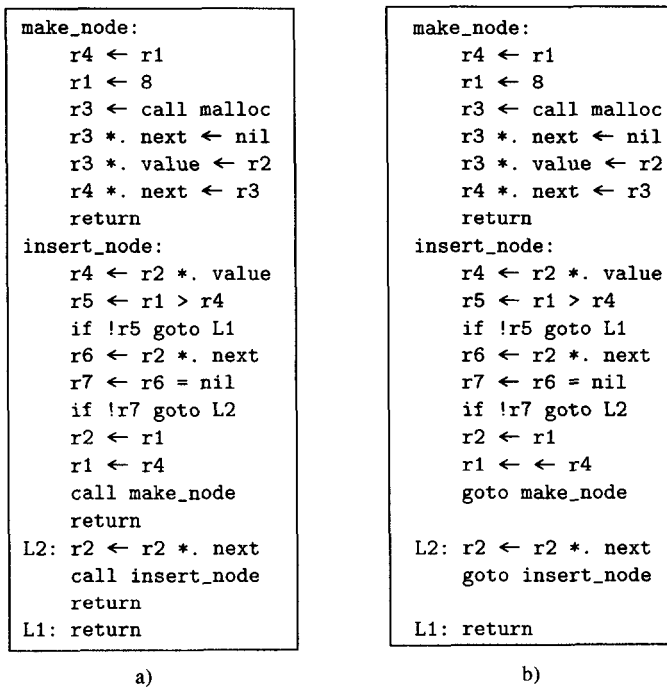 make_node:
r4 ← r1
r1 ← 8
r3 ← call malloc
r3 *. next ← nil
r3 *. value ← r2
r4 *. next ← r3
return
insert_node:
r4 ← r2 *. value
r5 ← r1 > r4
if !r5 goto L1
r6 ← r2 *. next
r7 ← r6 = nil
if !r7 goto L2
r2 ← r1
r1 ← r4
call make_node
return
L2: r2 ← r2 *. next
call insert_node
return
L1: return
a)
make_node:
r4 ← r1
r1 ← 8
r3 ← call malloc
r3 *. next ← nil
r3 *. value ← r2
r4 *. next ← r3
return
insert_node:
r4 ← r2 *. value
r5 ← r1 > r4
if !r5 goto L1
r6 ← r2 *. next
r7 ← r6 = nil
if !r7 goto L2
r2 ← r1
r1 ← ← r4
goto make_node
L2: r2 ← r2 *. next
goto insert_node
L1: return
b)